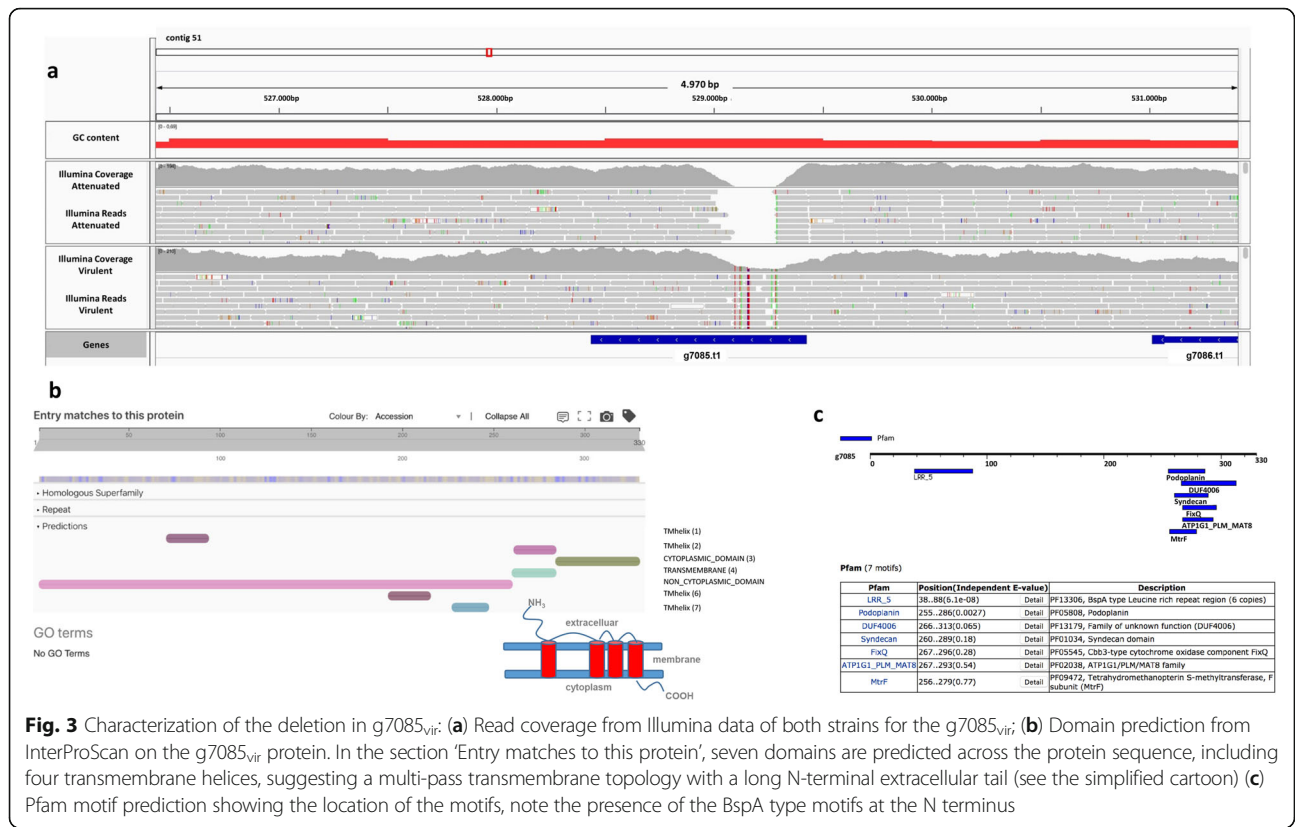 contig 51
a
4.970 bp
527.000bp 528.000bp 529.000bp 530.000bp 531.000bp
GC content
Illumina Coverage
Attenuated
Illumina Reads
Attenuated
Illumina Coverage
Virulent
Illumina Reads
Virulent
Genes
g7085.t1 g7086.t1
b
Entry matches to this protein Colour By: Accession Collapse All
1 50 100 150 200 250 300 330
100 200 300
Homologous Superfamily
Repeat
Predictions
TMhelix (1)
TMhelix (2)
CYTOPLASMIC_DOMAIN (3)
TRANSMEMBRANE (4)
NON_CYTOPLASMIC_DOMAIN
TMhelix (6)
TMhelix (7)
GO terms
No GO Terms
NH3
extracelluar
membrane
cytoplasm
COOH
c
Pfam
g7085 0 100 200 300 330
LRR_5
Podoplanin
DUF4006
Syndecan
FixQ
ATP1G1_PLM_MAT8
MtrF
Pfam (7 motifs)
Pfam Position(Independent E-value) Description
LRR_5 38..88(6.1e-08) Detail PF13306, BspA type Leucine rich repeat region (6 copies)
Podoplanin 255..286(0.0027) Detail PF05808, Podoplanin
DUF4006 266..313(0.065) Detail PF13179, Family of unknown function (DUF4006)
Syndecan 260..289(0.18) Detail PF01034, Syndecan domain
FixQ 267..296(0.28) Detail PF05545, Cbb3-type cytochrome oxidase component FixQ
ATP1G1_PLM_MAT8 267..293(0.54) Detail PF02038, ATP1G1/PLM/MAT8 family
MtrF 256..279(0.77) Detail PF09472, Tetrahydromethanopterin S-methyltransferase, F
subunit (MtrF)
Fig. 3 Characterization of the deletion in g7085vir: (a) Read coverage from Illumina data of both strains for the g7085vir; (b) Domain prediction from
InterProScan on the g7085vir protein. In the section 'Entry matches to this protein', seven domains are predicted across the protein sequence, including
four transmembrane helices, suggesting a multi-pass transmembrane topology with a long N-terminal extracellular tail (see the simplified cartoon) (c)
Pfam motif prediction showing the location of the motifs, note the presence of the BspA type motifs at the N terminus